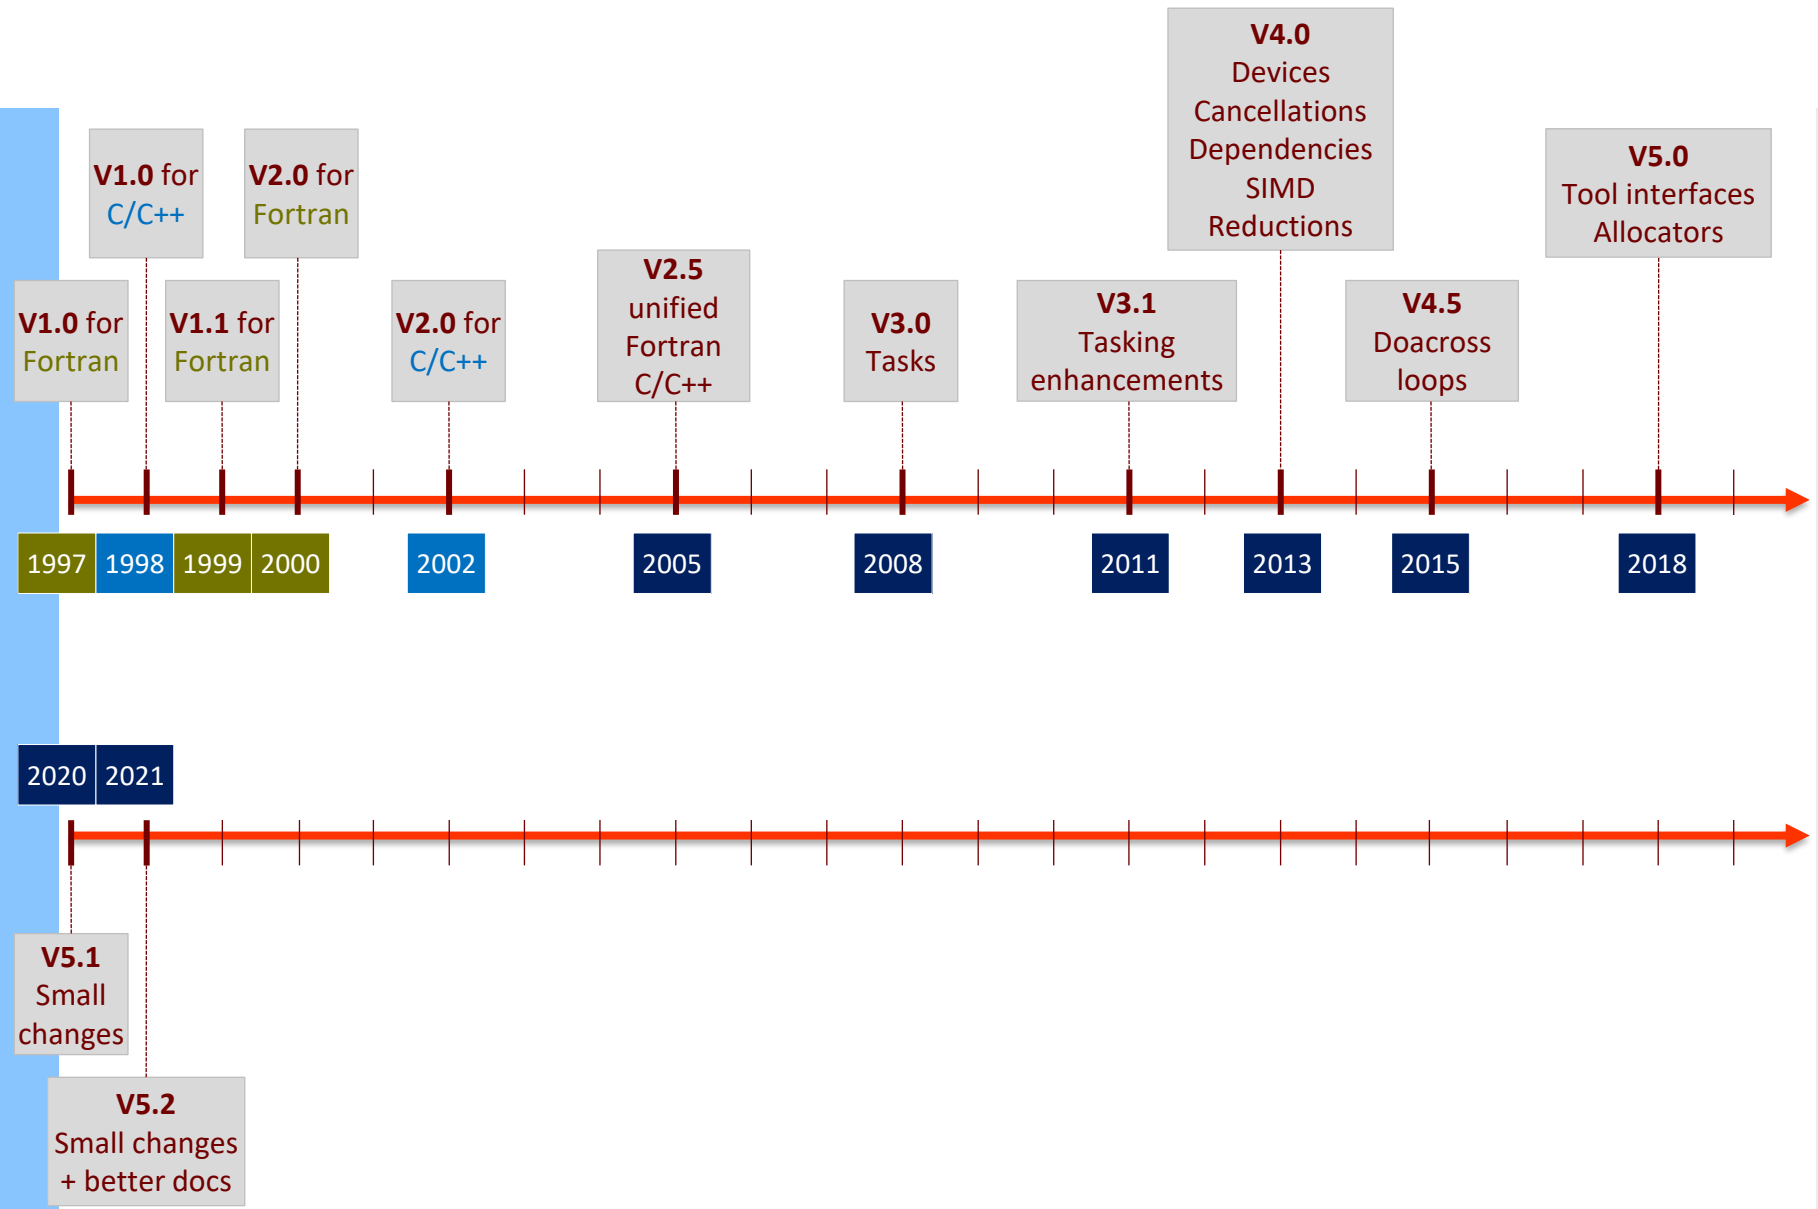 V1.0 for
Fortran
V1.0 for
C/C++
V1.1 for
Fortran
V2.0 for
Fortran
V2.0 for
C/C++
V2.5
unified
Fortran
C/C++
V3.0
Tasks
V3.1
Tasking
enhancements
V4.0
Devices
Cancellations
Dependencies
SIMD
Reductions
V4.5
Doacross
loops
V5.0
Tool interfaces
Allocators
1997
1998
1999
2000
2002
2005
2008
2011
2013
2015
2018
2020
2021
V5.1
Small
changes
V5.2
Small changes
+ better docs